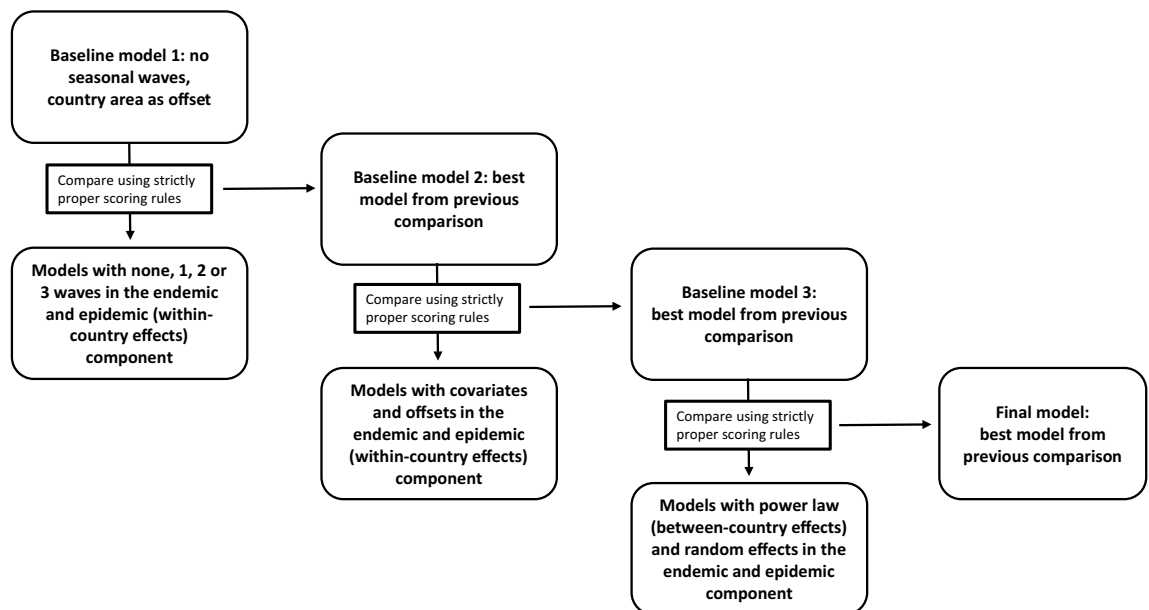 Baseline model 1: no
seasonal waves,
country area as offset
Compare using strictly
proper scoring rules
Models with none, 1, 2 or
3 waves in the endemic
and epidemic (within-
country effects)
component
Baseline model 2: best
model from previous
comparison
Compare using strictly
proper scoring rules
Models with covariates
and offsets in the
endemic and epidemic
(within-country effects)
component
Baseline model 3:
best model from previous
comparison
Compare using strictly
proper scoring rules
Models with power law
(between-country effects)
and random effects in the
endemic and epidemic
component
Final model:
best model from
previous comparison